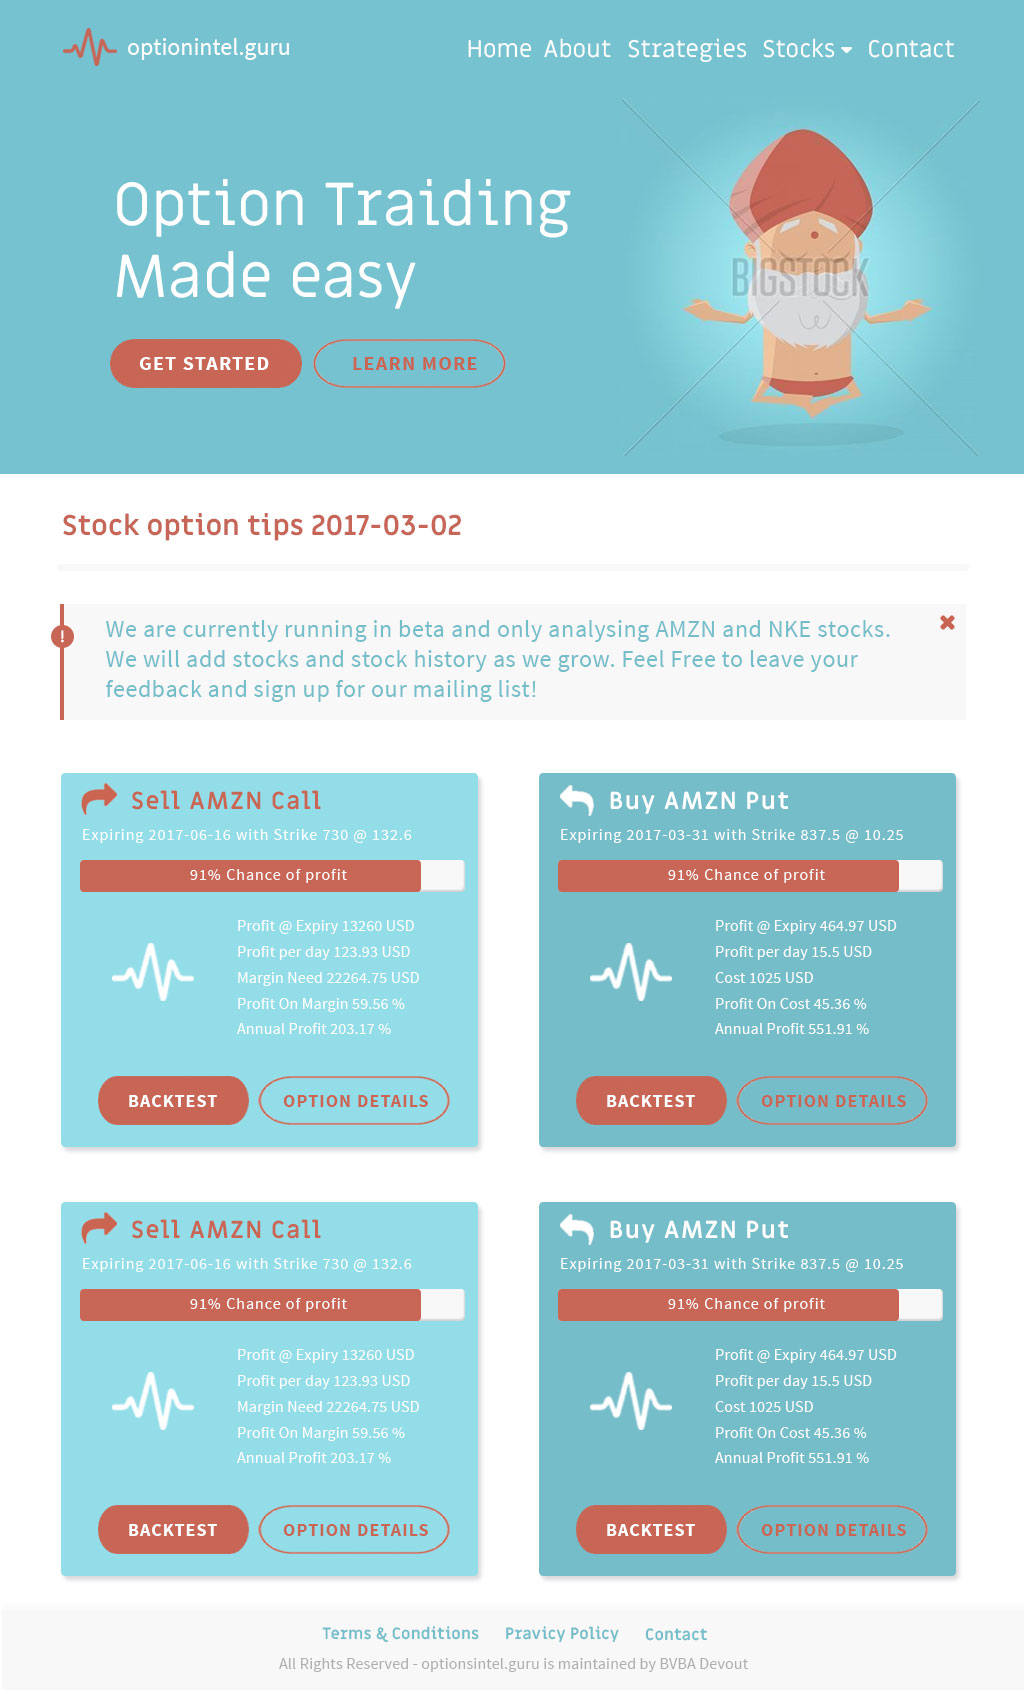 optionintel.guru
Home About Strategies Stocks Contact
Option Traiding
Made easy
BIGSTOCK
GET STARTED LEARN MORE
Stock option tips 2017-03-02
We are currently running in beta and only analysing AMZN and NKE stocks.
We will add stocks and stock history as we grow. Feel Free to leave your
feedback and sign up for our mailing list!
Sell AMZN Call
Expiring 2017-06-16 with Strike 730 @ 132.6
91% Chance of profit
Profit @ Expiry 13260 USD
Profit per day 123.93 USD
Margin Need 22264.75 USD
Profit On Margin 59.56 %
Annual Profit 203.17 %
BACKTEST OPTION DETAILS
Buy AMZN Put
Expiring 2017-03-31 with Strike 837.5 @ 10.25
91% Chance of profit
Profit @ Expiry 464.97 USD
Profit per day 15.5 USD
Cost 1025 USD
Profit On Cost 45.36 %
Annual Profit 551.91 %
BACKTEST OPTION DETAILS
Sell AMZN Call
Expiring 2017-06-16 with Strike 730 @ 132.6
91% Chance of profit
Profit @ Expiry 13260 USD
Profit per day 123.93 USD
Margin Need 22264.75 USD
Profit On Margin 59.56 %
Annual Profit 203.17 %
BACKTEST OPTION DETAILS
Buy AMZN Put
Expiring 2017-03-31 with Strike 837.5 @ 10.25
91% Chance of profit
Profit @ Expiry 464.97 USD
Profit per day 15.5 USD
Cost 1025 USD
Profit On Cost 45.36 %
Annual Profit 551.91 %
BACKTEST OPTION DETAILS
Terms & Conditions Pravicy Policy Contact
All Rights Reserved - optionsintel.guru is maintained by BVBA Devout